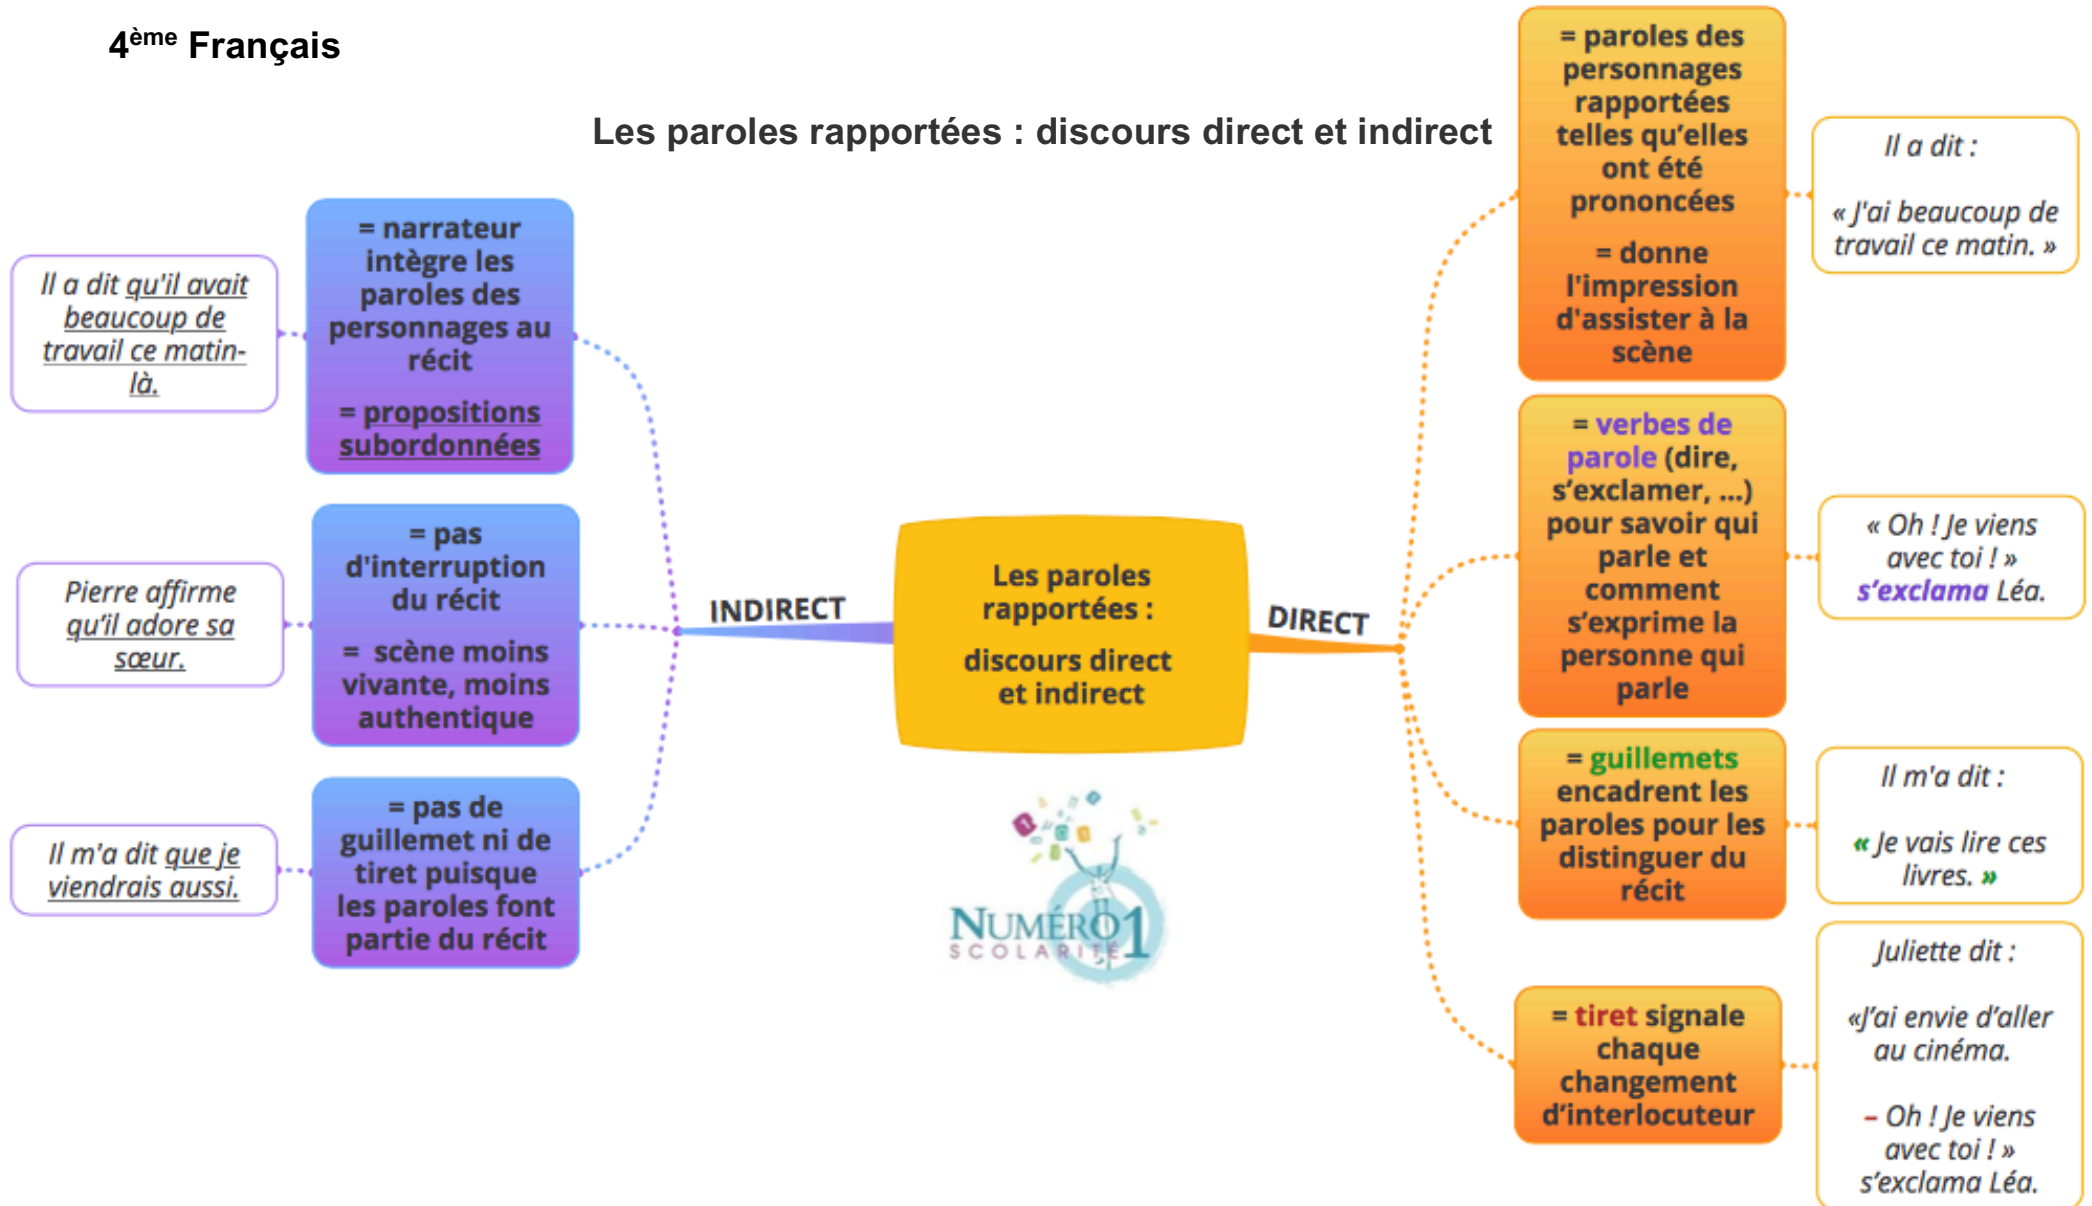 4ème Français
Les paroles rapportées : discours direct et indirect
Il a dit qu'il avait
beaucoup de
travail ce matin-
là.
= narrateur
intègre les
paroles des
personnages au
récit
= propositions
subordonnées
Pierre affirme
qu’il adore sa
sœur.
= pas
d'interruption
du récit
= scène moins
vivante, moins
authentique
Il m'a dit que je
viendrais aussi.
= pas de
guillemet ni de
tiret puisque
les paroles font
partie du récit
INDIRECT
Les paroles
rapportées :
discours direct
et indirect
DIRECT
= paroles des
personnages
rapportées
telles qu’elles
ont été
prononcées
= donne
l'impression
d'assister à la
scène
Il a dit :
« J'ai beaucoup de
travail ce matin. »
= verbes de
parole (dire,
s’exclamer, ...)
pour savoir qui
parle et
comment
s’exprime la
personne qui
parle
« Oh ! Je viens
avec toi ! »
s’exclama Léa.
= guillemets
encadrent les
paroles pour les
distinguer du
récit
Il m'a dit :
« Je vais lire ces
livres. »
= tiret signale
chaque
changement
d’interlocuteur
Juliette dit :
«J’ai envie d’aller
au cinéma.
– Oh ! Je viens
avec toi ! »
s’exclama Léa.
NUMÉRO1
SCOLARITÉ